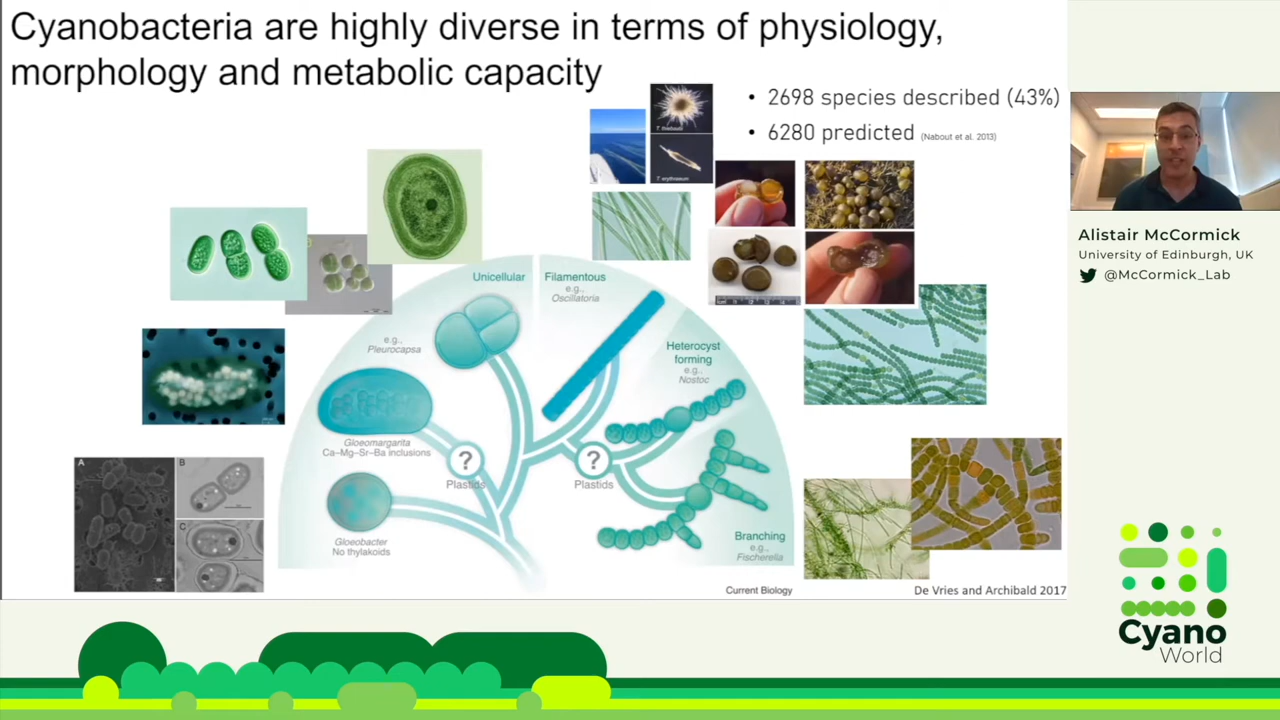 Cyanobacteria are highly diverse in terms of physiology,
morphology and metabolic capacity
• 2698 species described (43%)
• 6280 predicted (Nabout et al. 2013)
T. thiebautii
T. erythraeum
Unicellular
Filamentous
e.g.,
Oscillatoria
e.g.,
Pleurocapsa
Heterocyst
forming
e.g.,
Nostoc
Gloeomargarita
Ca–Mg–Sr–Ba inclusions
?
Plastids
?
Plastids
Gloeobacter
No thylakoids
Branching
e.g.,
Fischerella
A
B
C
Current Biology
De Vries and Archibald 2017
Alistair McCormick
University of Edinburgh, UK
@McCormick_Lab
Cyano
World